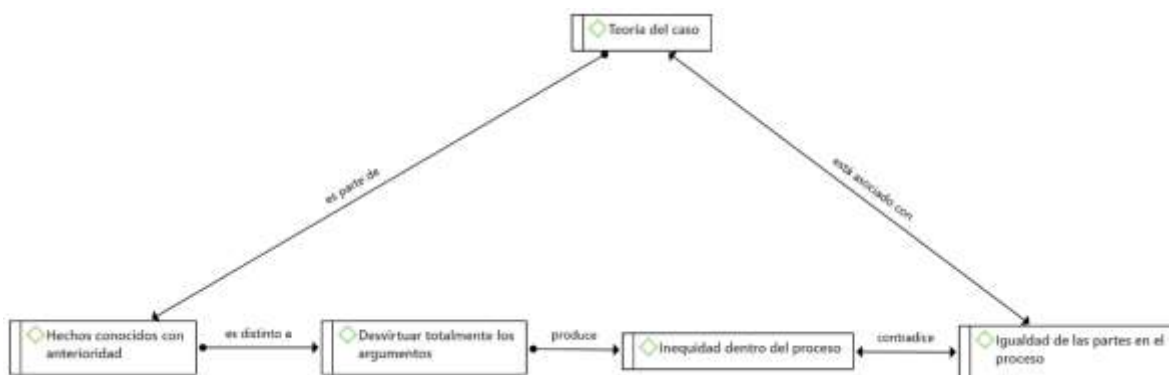 Teoría del caso
es parte de
está asociado con
Hechos conocidos con
anterioridad
es distinto a
Desvirtuar totalmente los
argumentos
produce
Inequidad dentro del proceso
contradice
Igualdad de las partes en el
proceso